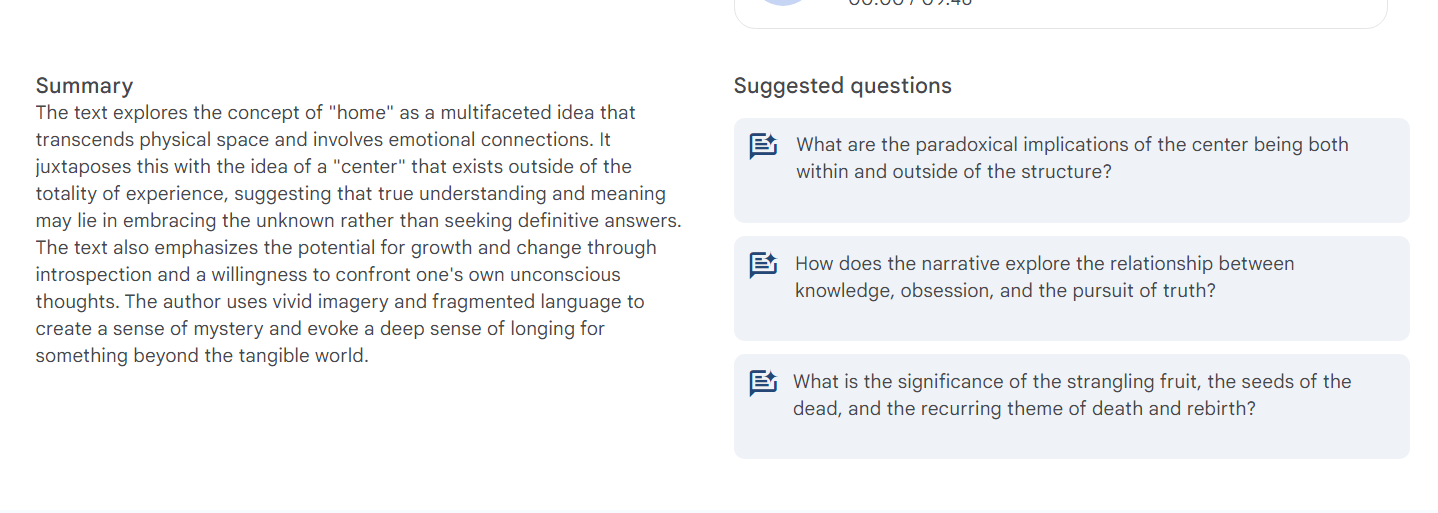 Summary
The text explores the concept of "home" as a multifaceted idea that
transcends physical space and involves emotional connections. It
juxtaposes this with the idea of a "center" that exists outside of the
totality of experience, suggesting that true understanding and meaning
may lie in embracing the unknown rather than seeking definitive answers.
The text also emphasizes the potential for growth and change through
introspection and a willingness to confront one's own unconscious
thoughts. The author uses vivid imagery and fragmented language to
create a sense of mystery and evoke a deep sense of longing for
something beyond the tangible world.
Suggested questions
What are the paradoxical implications of the center being both
within and outside of the structure?
How does the narrative explore the relationship between
knowledge, obsession, and the pursuit of truth?
What is the significance of the strangling fruit, the seeds of the
dead, and the recurring theme of death and rebirth?